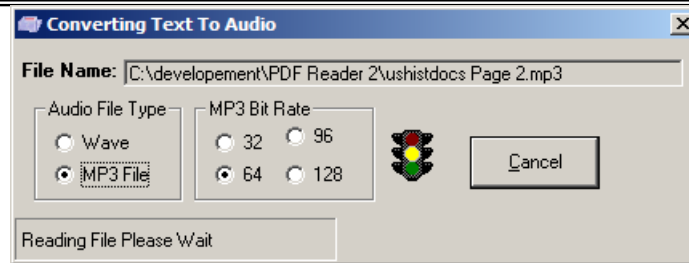 Converting Text To Audio
File Name: C:\developement\PDF Reader 2\ushistdocs Page 2.mp3
Audio File Type
MP3 Bit Rate
Wave
32
96
MP3 File
64
128
Cancel
Reading File Please Wait